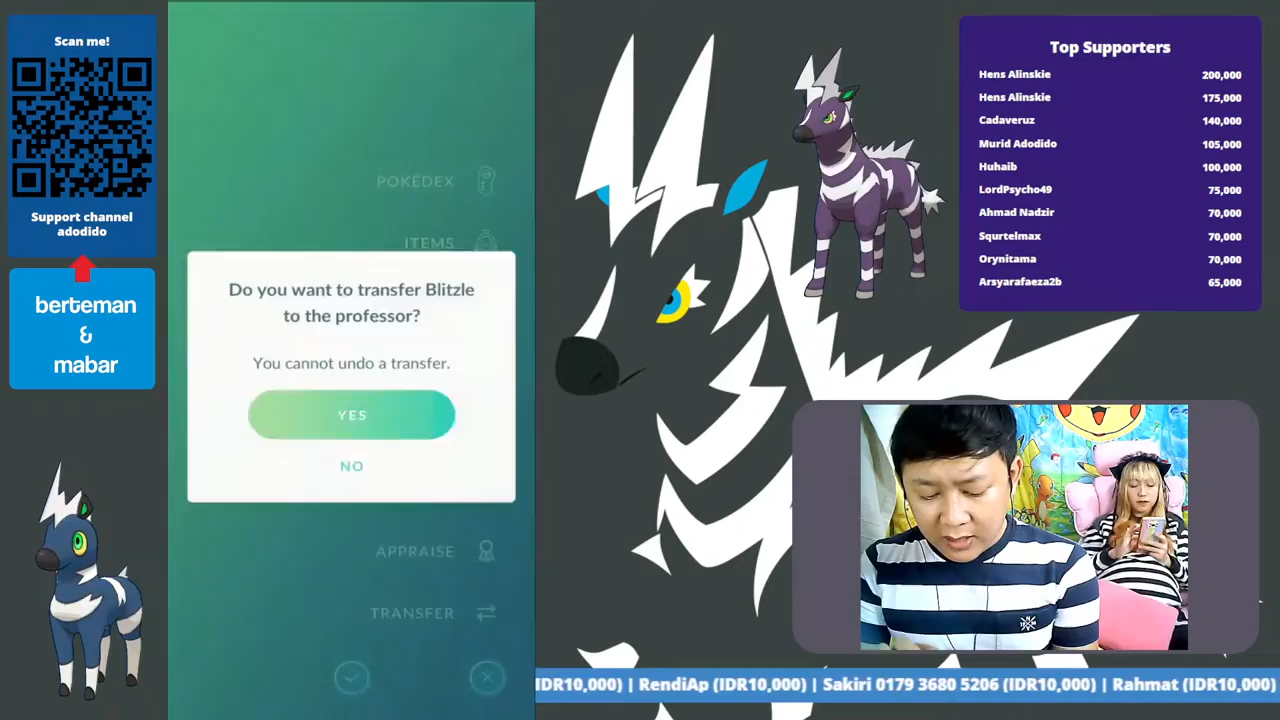 Scan me!
Support channel
adodido
berteman
&
mabar
POKÉDEX
ITEMS
Do you want to transfer Blitzle
to the professor?
You cannot undo a transfer.
YES
NO
APPRAISE
TRANSFER
Top Supporters
Hens Alinskie 200,000
Hens Alinskie 175,000
Cadaveruz 140,000
Murid Adodido 105,000
Huhaib 100,000
LordPsycho49 75,000
Ahmad Nadzir 70,000
Squrtelmax 70,000
Orynitama 70,000
Arsyarafaeza2b 65,000
IDR10,000) | RendiAp (IDR10,000) | Sakiri 0179 3680 5206 (IDR10,000) | Rahmat (IDR10,000)